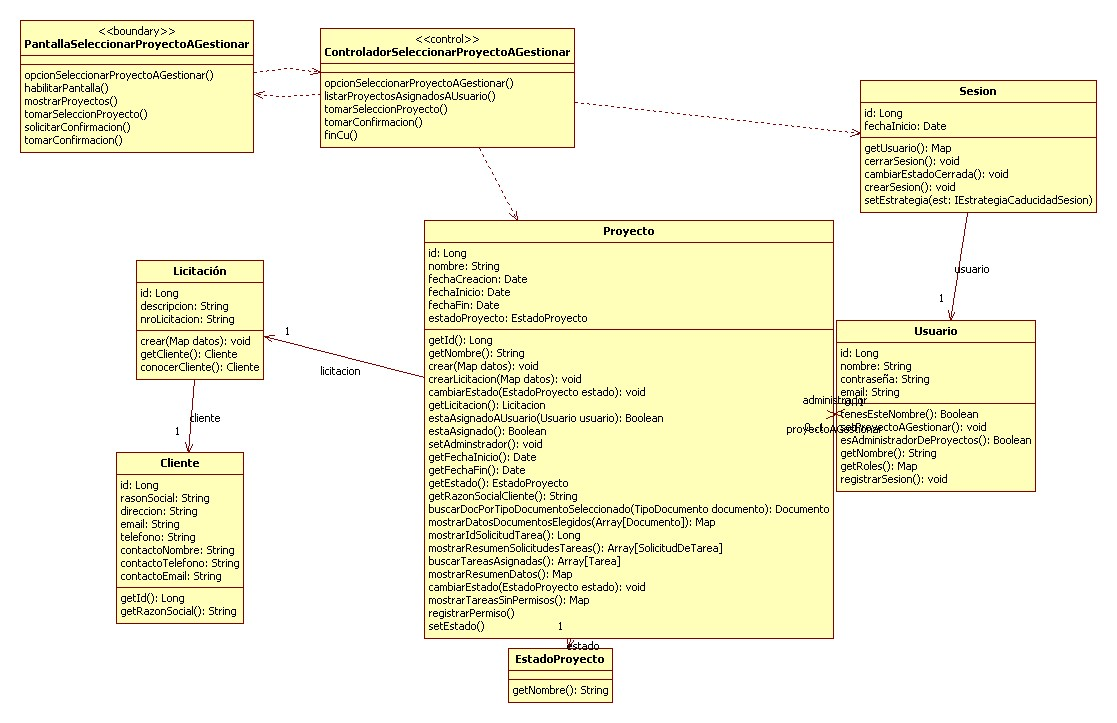 <<boundary>>
PantallaSeleccionarProyectoAGestionar
opcionSeleccionarProyectoAGestionar()
habilitarPantalla()
mostrarProyectos()
tomarSeleccionProyecto()
solicitarConfirmacion()
tomarConfirmacion()
<<control>>
ControladorSeleccionarProyectoAGestionar
opcionSeleccionarProyectoAGestionar()
listarProyectosAsignadosAUsuario()
tomarSeleccionProyecto()
tomarConfirmacion()
finCu()
Sesion
id: Long
fechaInicio: Date
getUsuario(): Map
cerrarSesion(): void
cambiarEstadoCerrada(): void
crearSesion(): void
setEstrategia(est: IEstrategiaCaducidadSesion)
usuario
1
Licitación
id: Long
descripcion: String
nroLicitacion: String
crear(Map datos): void
getCliente(): Cliente
conocerCliente(): Cliente
1
licitacion
cliente
1
Cliente
id: Long
rasonSocial: String
direccion: String
email: String
telefono: String
contactoNombre: String
contactoTelefono: String
contactoEmail: String
getId(): Long
getRazonSocial(): String
Proyecto
id: Long
nombre: String
fechaCreacion: Date
fechaInicio: Date
fechaFin: Date
estadoProyecto: EstadoProyecto
getId(): Long
getNombre(): String
crear(Map datos): void
crearLicitacion(Map datos): void
cambiarEstado(EstadoProyecto estado): void
getLicitacion(): Licitacion
estaAsignadoAUsuario(Usuario usuario): Boolean
estaAsignado(): Boolean
setAdminstrador(): void
getFechaInicio(): Date
getFechaFin(): Date
getEstado(): EstadoProyecto
getRazonSocialCliente(): String
buscarDocPorTipoDocumentoSeleccionado(TipoDocumento documento): Documento
mostrarDatosDocumentosElegidos(Array[Documento]): Map
mostrarIdSolicitudTarea(): Long
mostrarResumenSolicitudesTareas(): Array[SolicitudDeTarea]
buscarTareasAsignadas(): Array[Tarea]
mostrarResumenDatos(): Map
cambiarEstado(EstadoProyecto estado): void
mostrarTareasSinPermisos(): Map
registrarPermiso()
setEstado()
1
estado
EstadoProyecto
getNombre(): String
Usuario
id: Long
nombre: String
contraseña: String
email: String
administrador
tenesEsteNombre(): Boolean
proyectoAGestionar
setProyectoAGestionar(): void
esAdministradorDeProyectos(): Boolean
getNombre(): String
getRoles(): Map
registrarSesion(): void